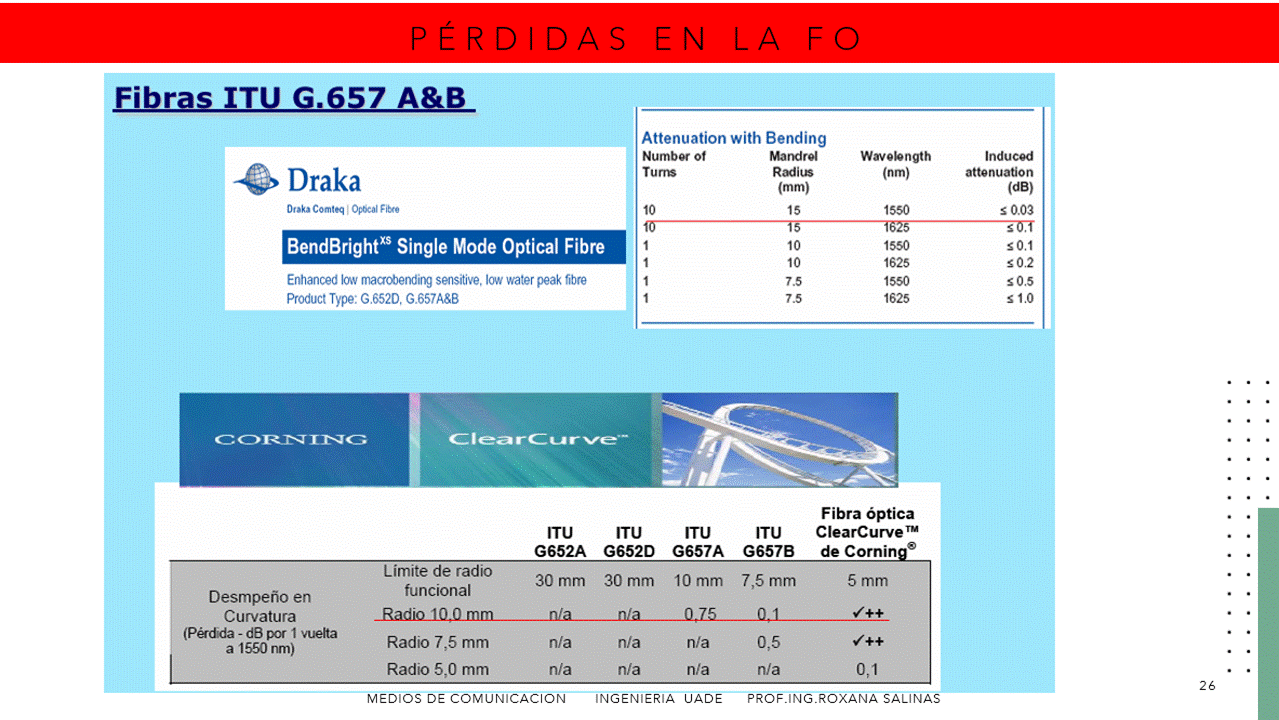 PÉRDIDAS EN LA FO
Fibras ITU G.657 A&B
Draka
Draka Comteq | Optical Fibre
BendBrightXS Single Mode Optical Fibre
Enhanced low macrobending sensitive, low water peak fibre
Product Type: G.652D, G.657A&B
Attenuation with Bending
Number of Turns Mandrel Radius (mm) Wavelength (nm) Induced attenuation (dB)
10 15 1550 ≤ 0.03
10 15 1625 ≤ 0.1
1 10 1550 ≤ 0.1
1 10 1625 ≤ 0.2
1 7.5 1550 ≤ 0.5
1 7.5 1625 ≤ 1.0
CORNING ClearCurve™
ITU G652A ITU G652D ITU G657A ITU G657B Fibra óptica ClearCurve™ de Corning®
Desmpeño en Curvatura (Pérdida - dB por 1 vuelta a 1550 nm)
Límite de radio funcional 30 mm 30 mm 10 mm 7,5 mm 5 mm
Radio 10,0 mm n/a n/a 0,75 0,1 ✓++
Radio 7,5 mm n/a n/a n/a 0,5 ✓++
Radio 5,0 mm n/a n/a n/a n/a 0,1
MEDIOS DE COMUNICACION INGENIERIA UADE PROF.ING.ROXANA SALINAS
26